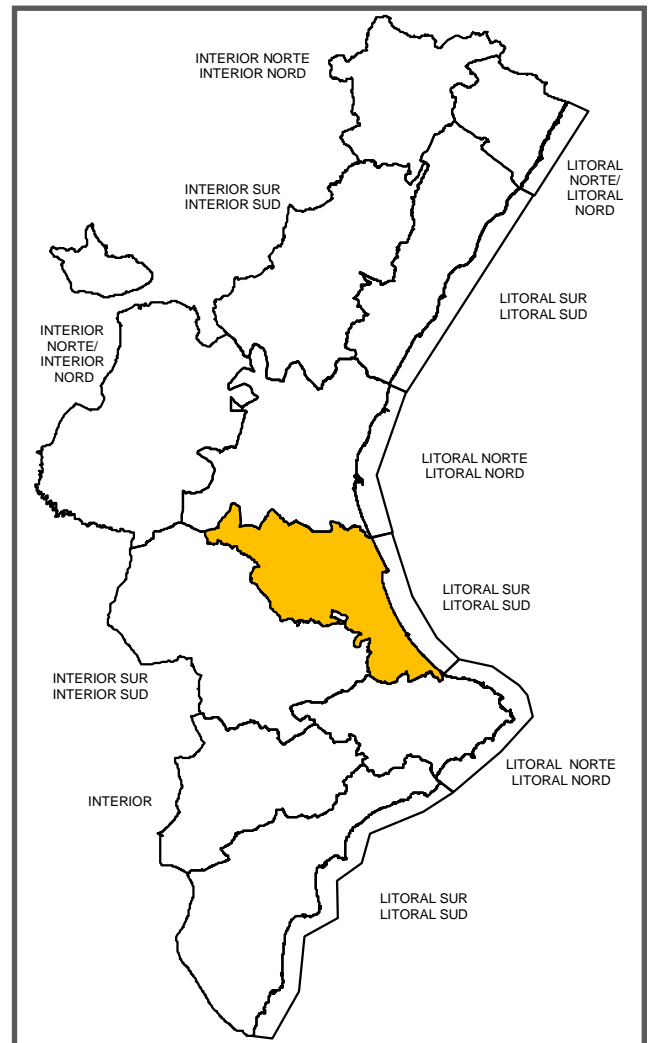 INTERIOR NORTE
INTERIOR NORD
LITORAL
NORTE/
LITORAL
NORD
INTERIOR SUR
INTERIOR SUD
LITORAL SUR
LITORAL SUD
INTERIOR
NORTE/
INTERIOR
NORD
LITORAL NORTE
LITORAL NORD
LITORAL SUR
LITORAL SUD
INTERIOR SUR
INTERIOR SUD
LITORAL NORTE
LITORAL NORD
INTERIOR
LITORAL SUR
LITORAL SUD